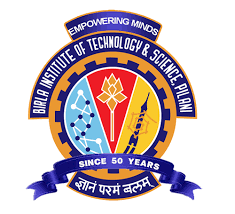 EMPOWERING MINDS
BIRLA INSTITUTE OF TECHNOLOGY & SCIENCE, PILANI
SINCE 50 YEARS
ज्ञानं परमं बलम्